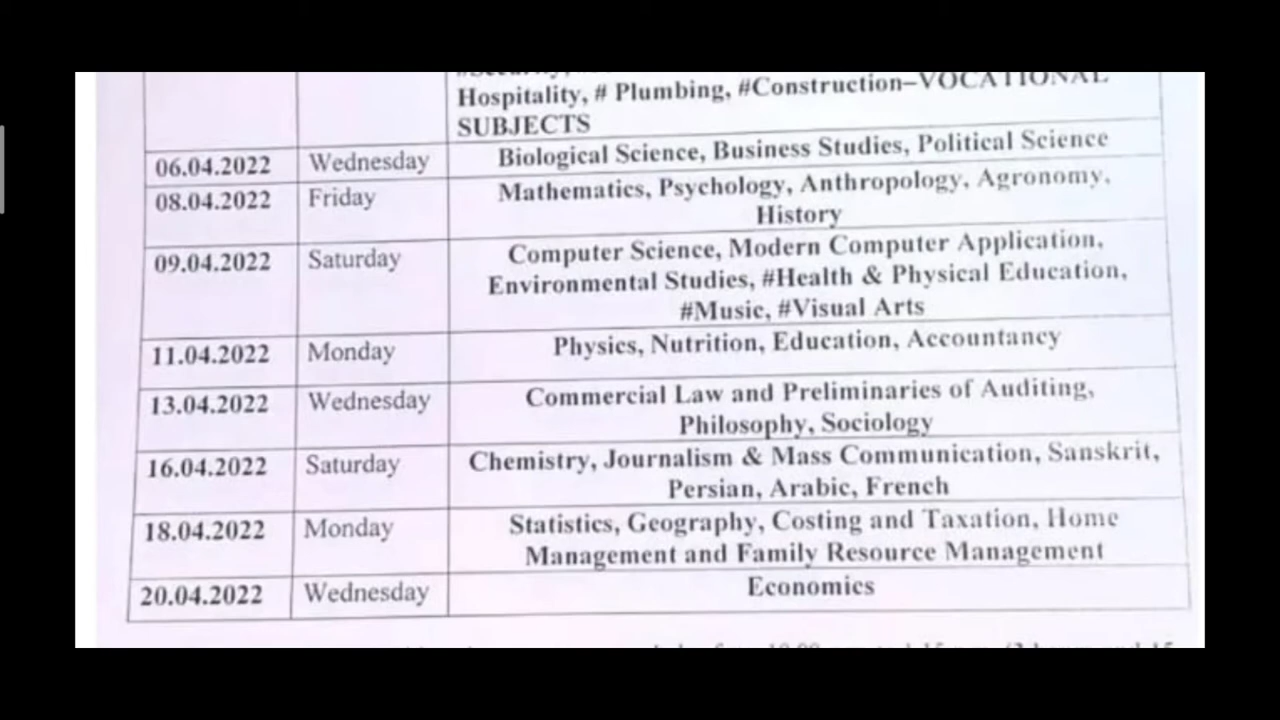 Hospitality, # Plumbing, #Construction–VOCATIONAL
SUBJECTS
06.04.2022 Wednesday Biological Science, Business Studies, Political Science
08.04.2022 Friday Mathematics, Psychology, Anthropology, Agronomy,
History
09.04.2022 Saturday Computer Science, Modern Computer Application,
Environmental Studies, #Health & Physical Education,
#Music, #Visual Arts
11.04.2022 Monday Physics, Nutrition, Education, Accountancy
13.04.2022 Wednesday Commercial Law and Preliminaries of Auditing,
Philosophy, Sociology
16.04.2022 Saturday Chemistry, Journalism & Mass Communication, Sanskrit,
Persian, Arabic, French
18.04.2022 Monday Statistics, Geography, Costing and Taxation, Home
Management and Family Resource Management
20.04.2022 Wednesday Economics